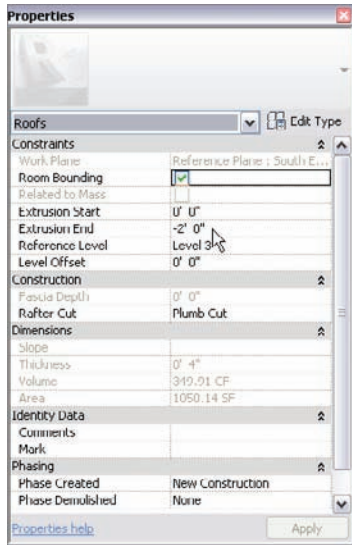 Properties
Roofs Edit Type
Constraints
Work Plane Reference Plane : South E...
Room Bounding
Related to Mass
Extrusion Start 0' 0"
Extrusion End -2' 0"
Reference Level Level 3
Level Offset 0' 0"
Construction
Fascia Depth 0' 0"
Rafter Cut Plumb Cut
Dimensions
Slope
Thickness 0' 4"
Volume 349.91 CF
Area 1050.14 SF
Identity Data
Comments
Mark
Phasing
Phase Created New Construction
Phase Demolished None
Properties help Apply